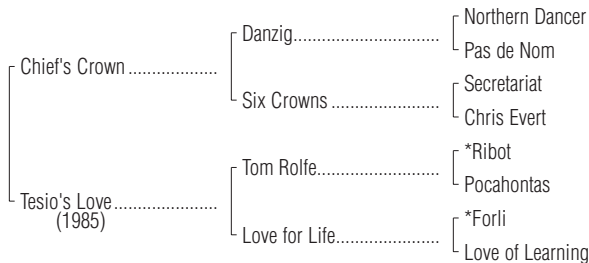 Northern Dancer
Danzig
Pas de Nom
Chief's Crown
Secretariat
Six Crowns
Chris Evert
*Ribot
Tom Rolfe
Pocahontas
Tesio's Love
(1985)
*Forli
Love for Life
Love of Learning